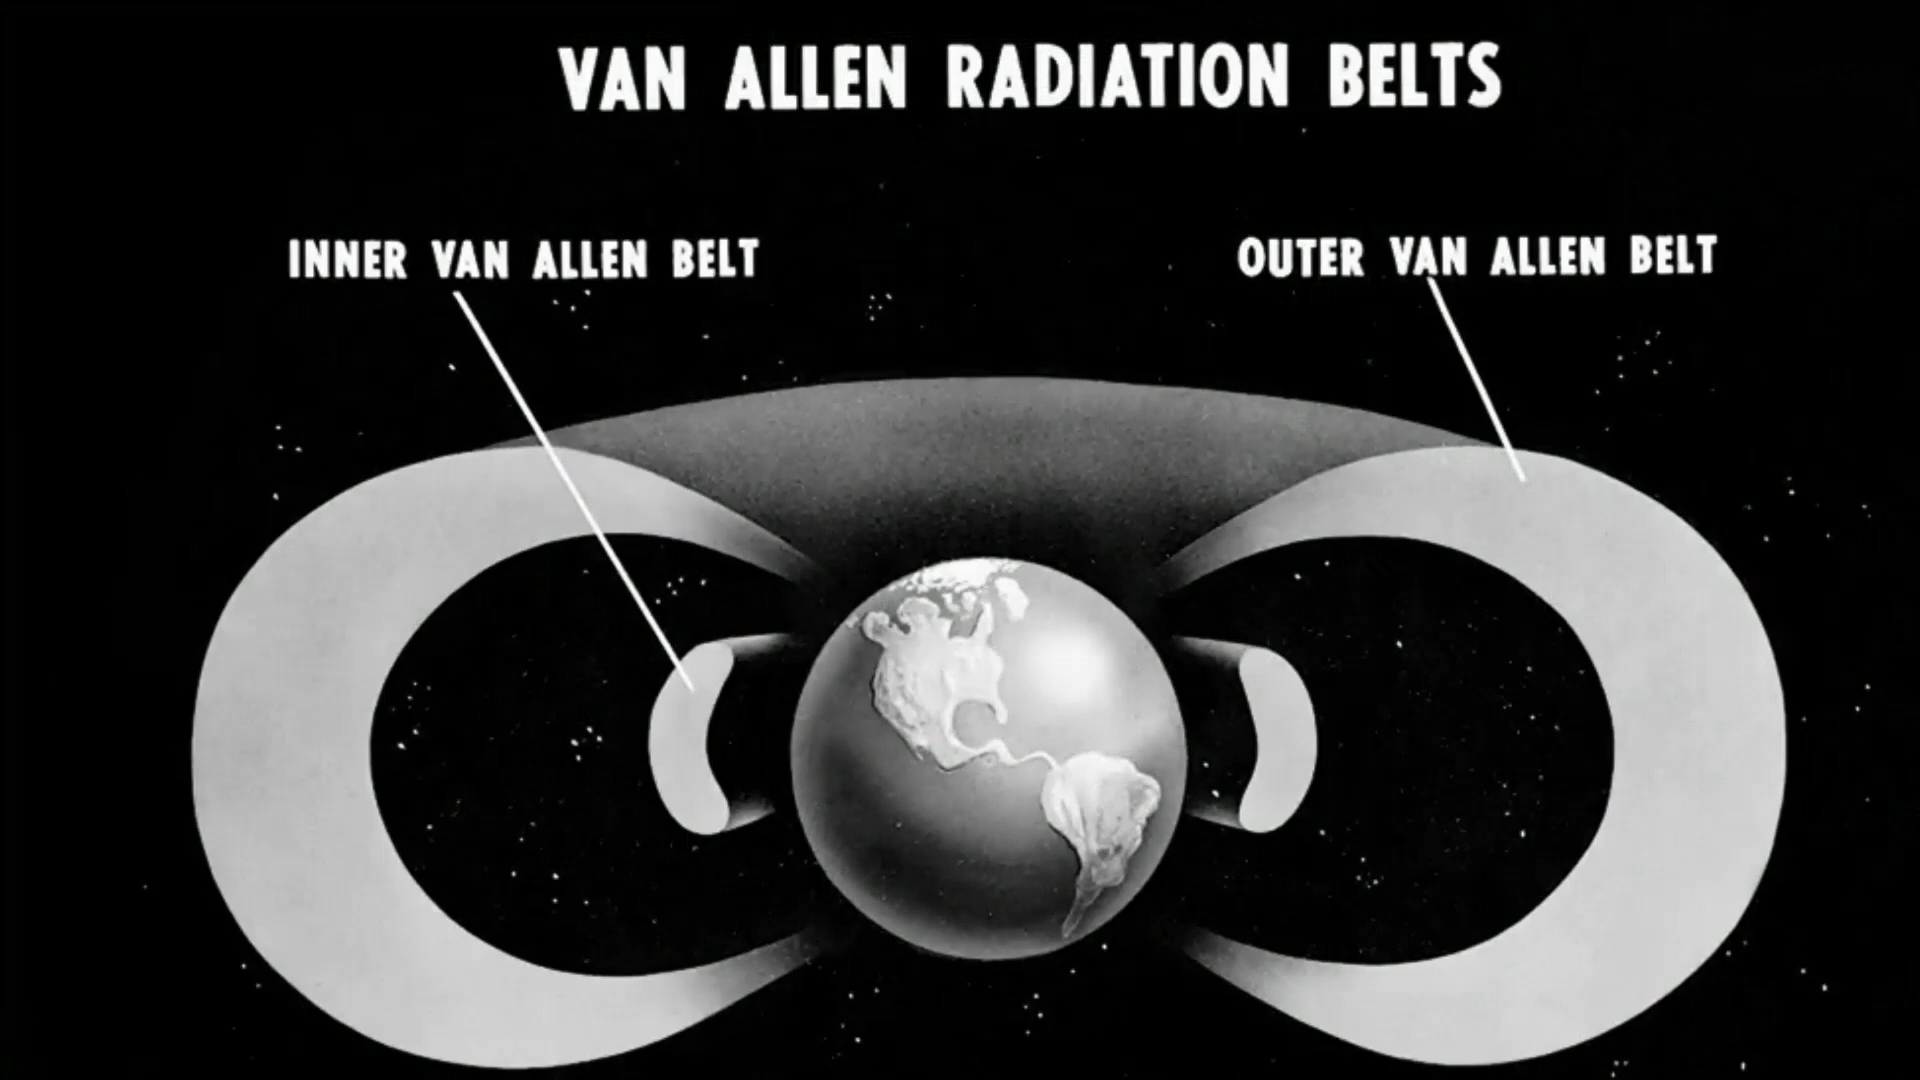 VAN ALLEN RADIATION BELTS
INNER VAN ALLEN BELT
OUTER VAN ALLEN BELT